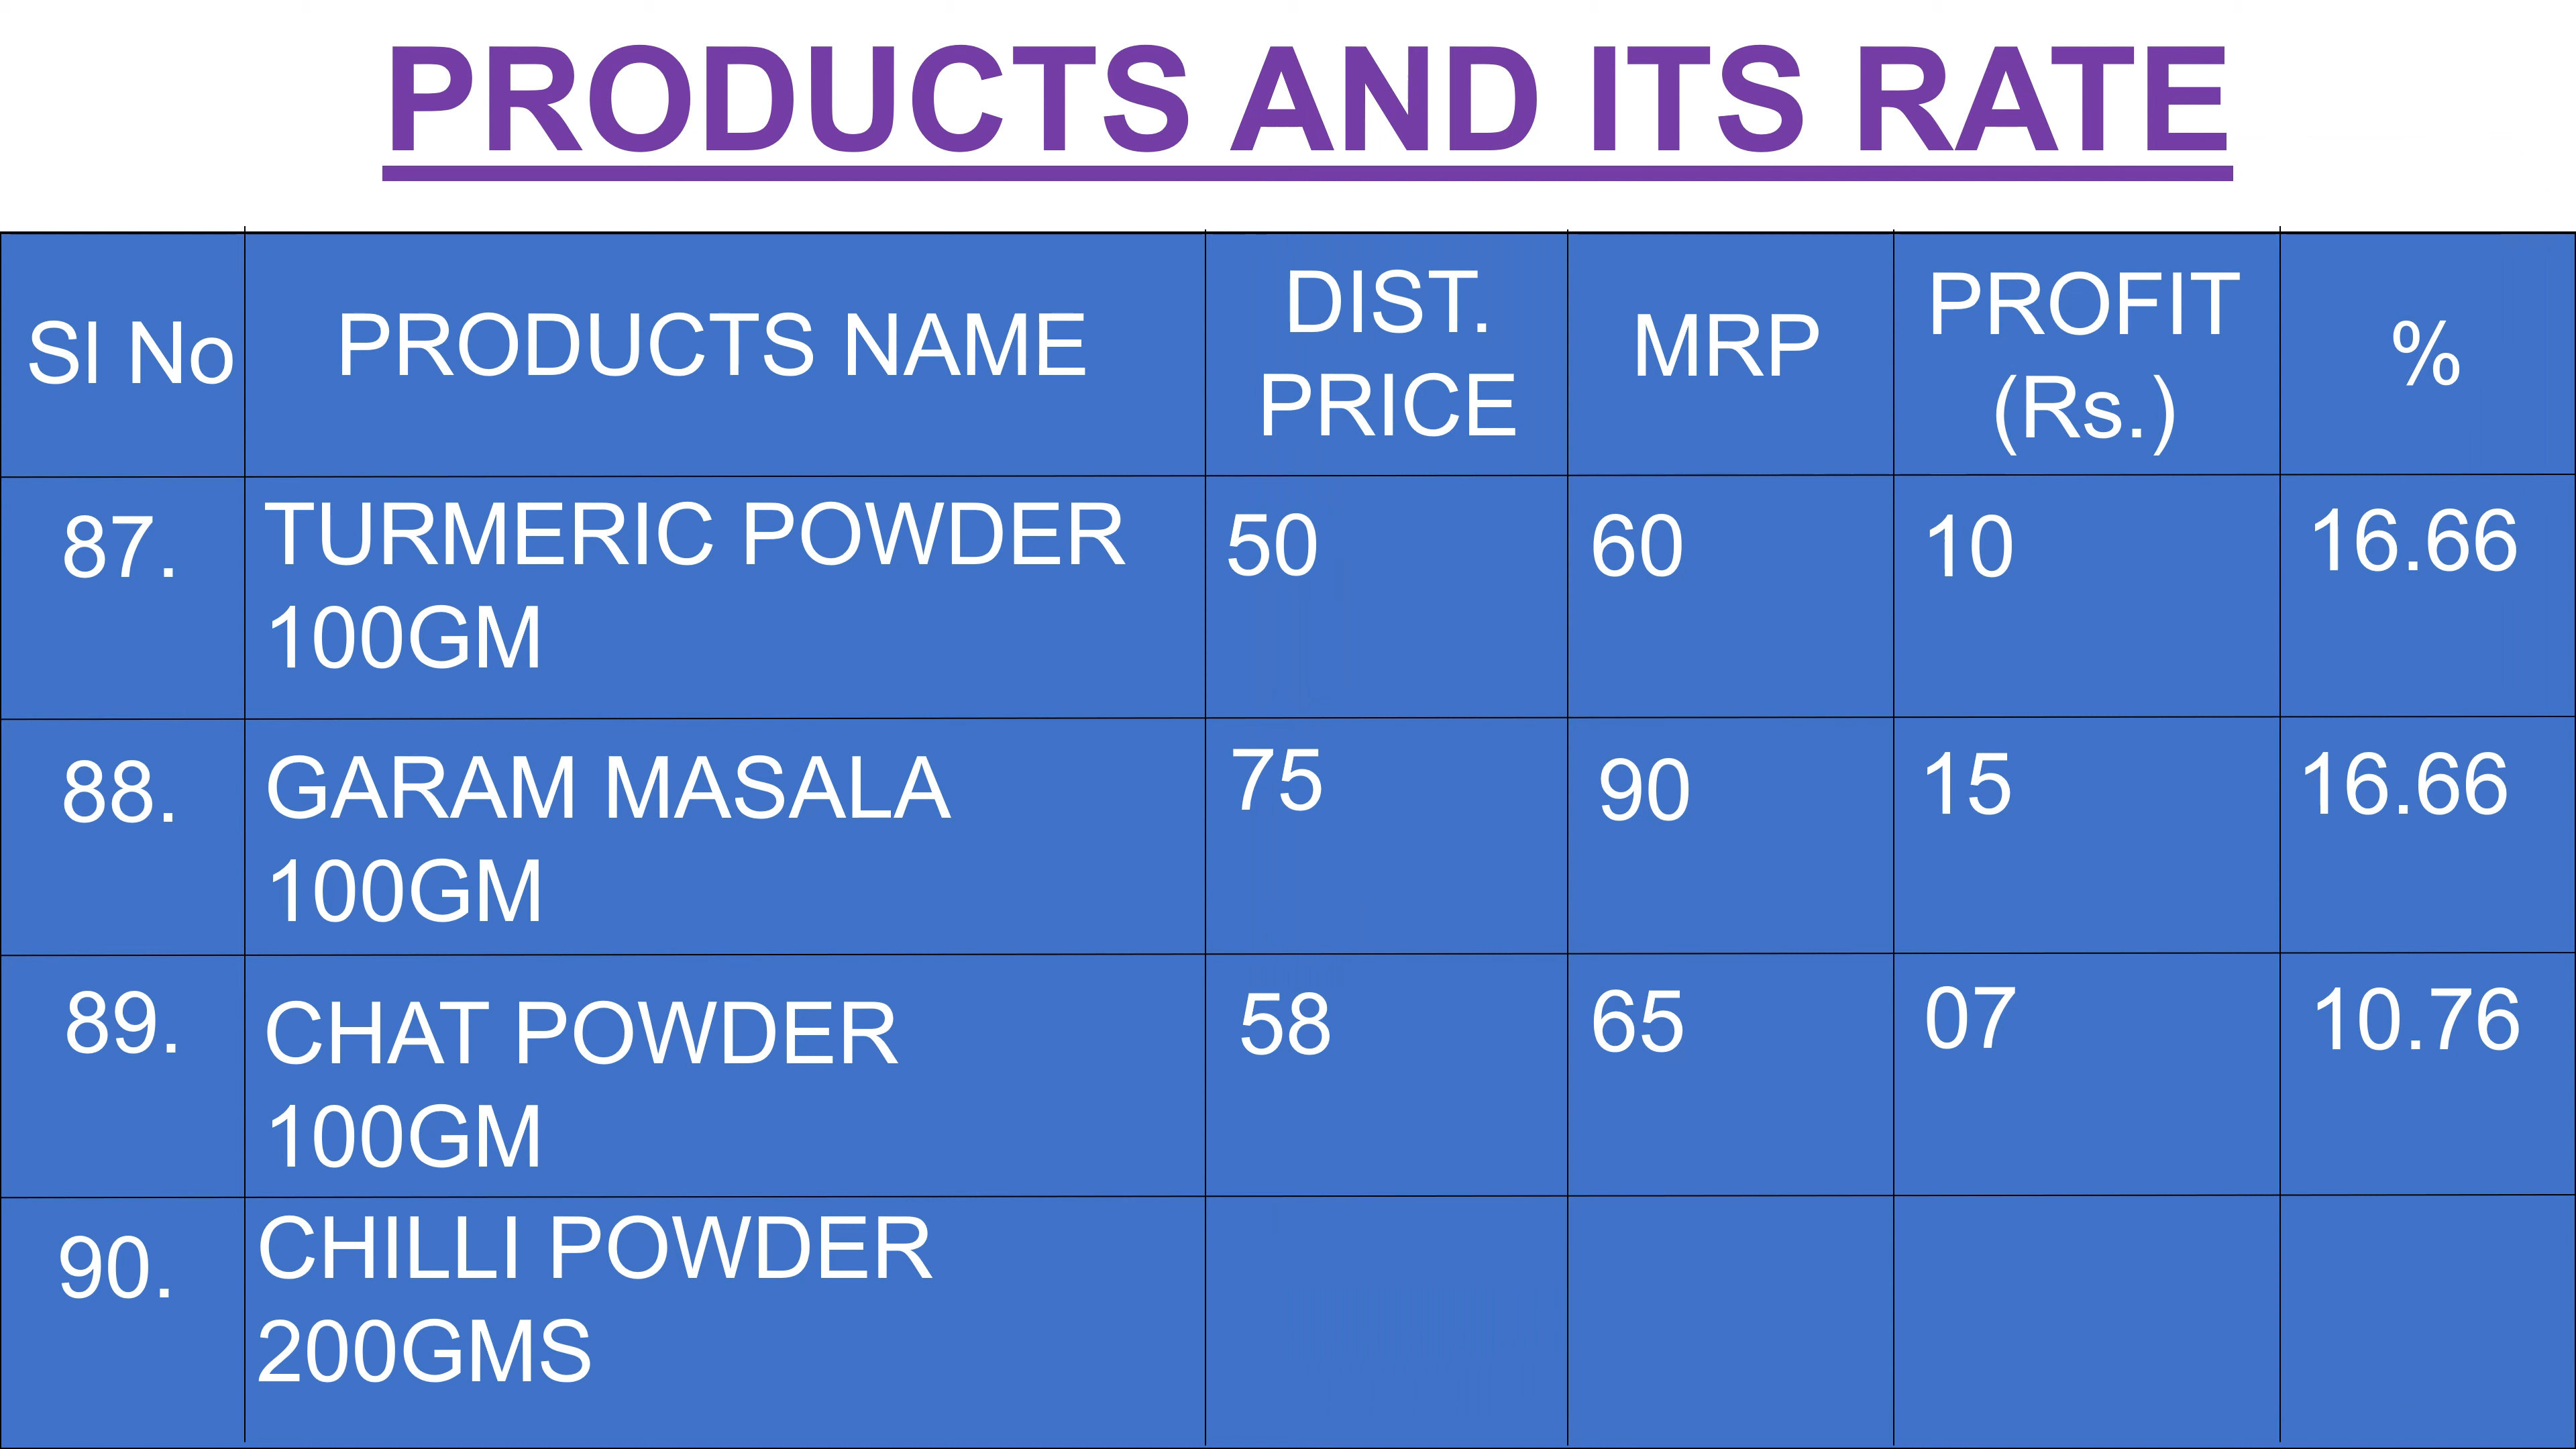 PRODUCTS AND ITS RATE
Sl No PRODUCTS NAME DIST. PRICE MRP PROFIT (Rs.) %
87. TURMERIC POWDER 50 60 10 16.66
100GM
88. GARAM MASALA 75 90 15 16.66
100GM
89. CHAT POWDER 58 65 07 10.76
100GM
90. CHILLI POWDER
200GMS